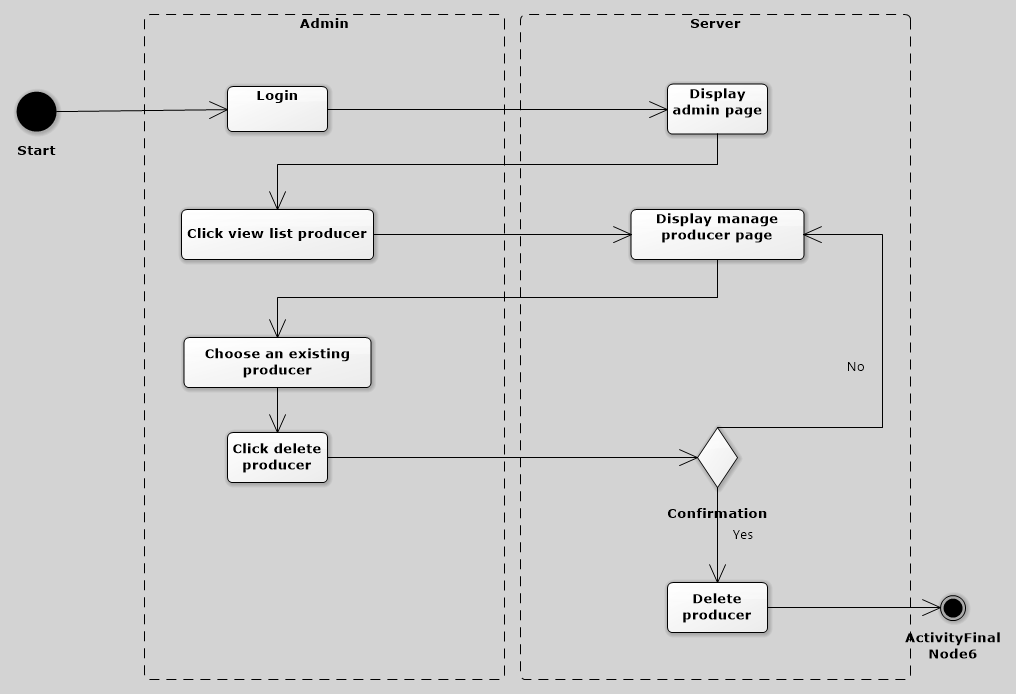 Admin
Server
Login
Display
admin page
Start
Click view list producer
Display manage
producer page
Choose an existing
producer
No
Click delete
producer
Confirmation
Yes
Delete
producer
ActivityFinal
Node6